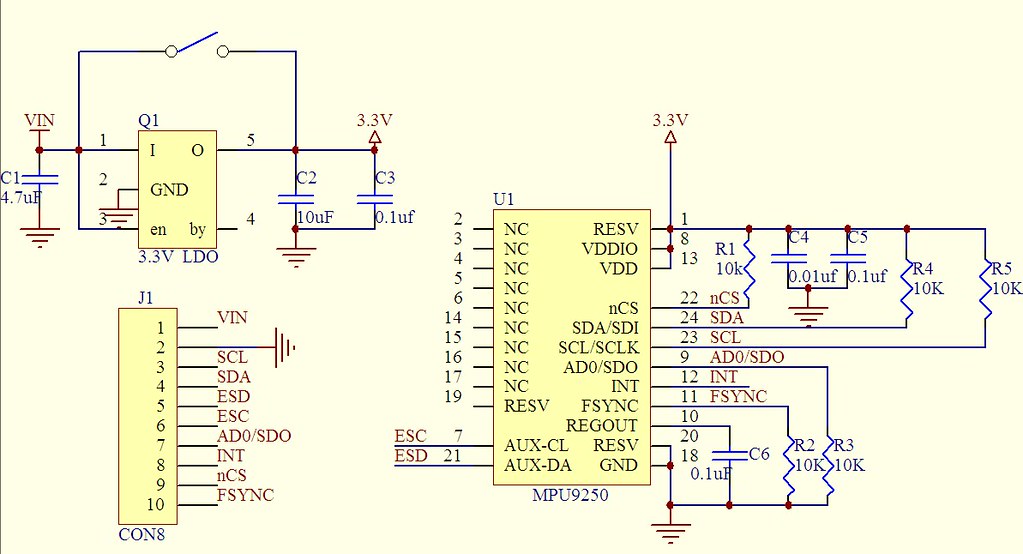 VIN
Q1
3.3V
3.3V
1
I
O
5
C1
4.7uF
2
GND
C2
10uF
C3
0.1uf
3
en
by
4
3.3V LDO
U1
2
NC
RESV
1
3
NC
VDDIO
8
4
NC
VDD
13
5
NC
6
NC
nCS
22
nCS
14
NC
SDA/SDI
24
SDA
15
NC
SCL/SCLK
23
SCL
16
NC
AD0/SDO
9
AD0/SDO
17
NC
INT
12
INT
19
RESV
FSYNC
11
FSYNC
REGOUT
10
ESC
7
AUX-CL
RESV
20
ESD
21
AUX-DA
GND
18
MPU9250
R1
10k
C4
0.01uf
C5
0.1uf
R4
10K
R5
10K
C6
0.1uF
R2
10K
R3
10K
J1
1
VIN
2
3
SCL
4
SDA
5
ESD
6
ESC
7
AD0/SDO
8
INT
9
nCS
10
FSYNC
CON8